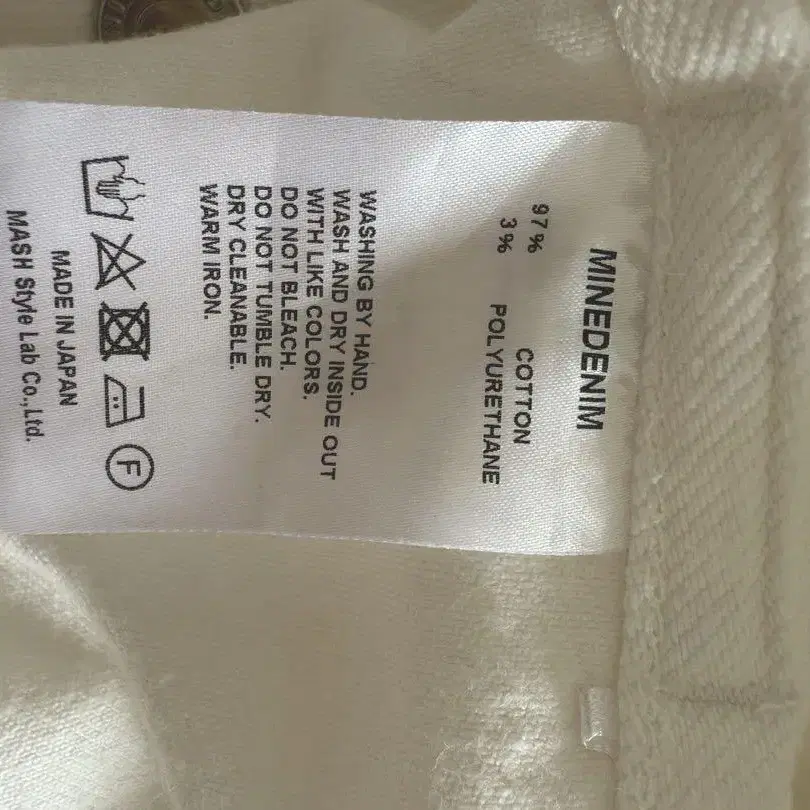 MINEDENIM
97% COTTON
3% POLYURETHANE
WASHING BY HAND.
WASH AND DRY INSIDE OUT
WITH LIKE COLORS.
DO NOT BLEACH.
DO NOT TUMBLE DRY.
DRY CLEANABLE.
WARM IRON.
F
MADE IN JAPAN
MASH Style Lab Co.,Ltd.